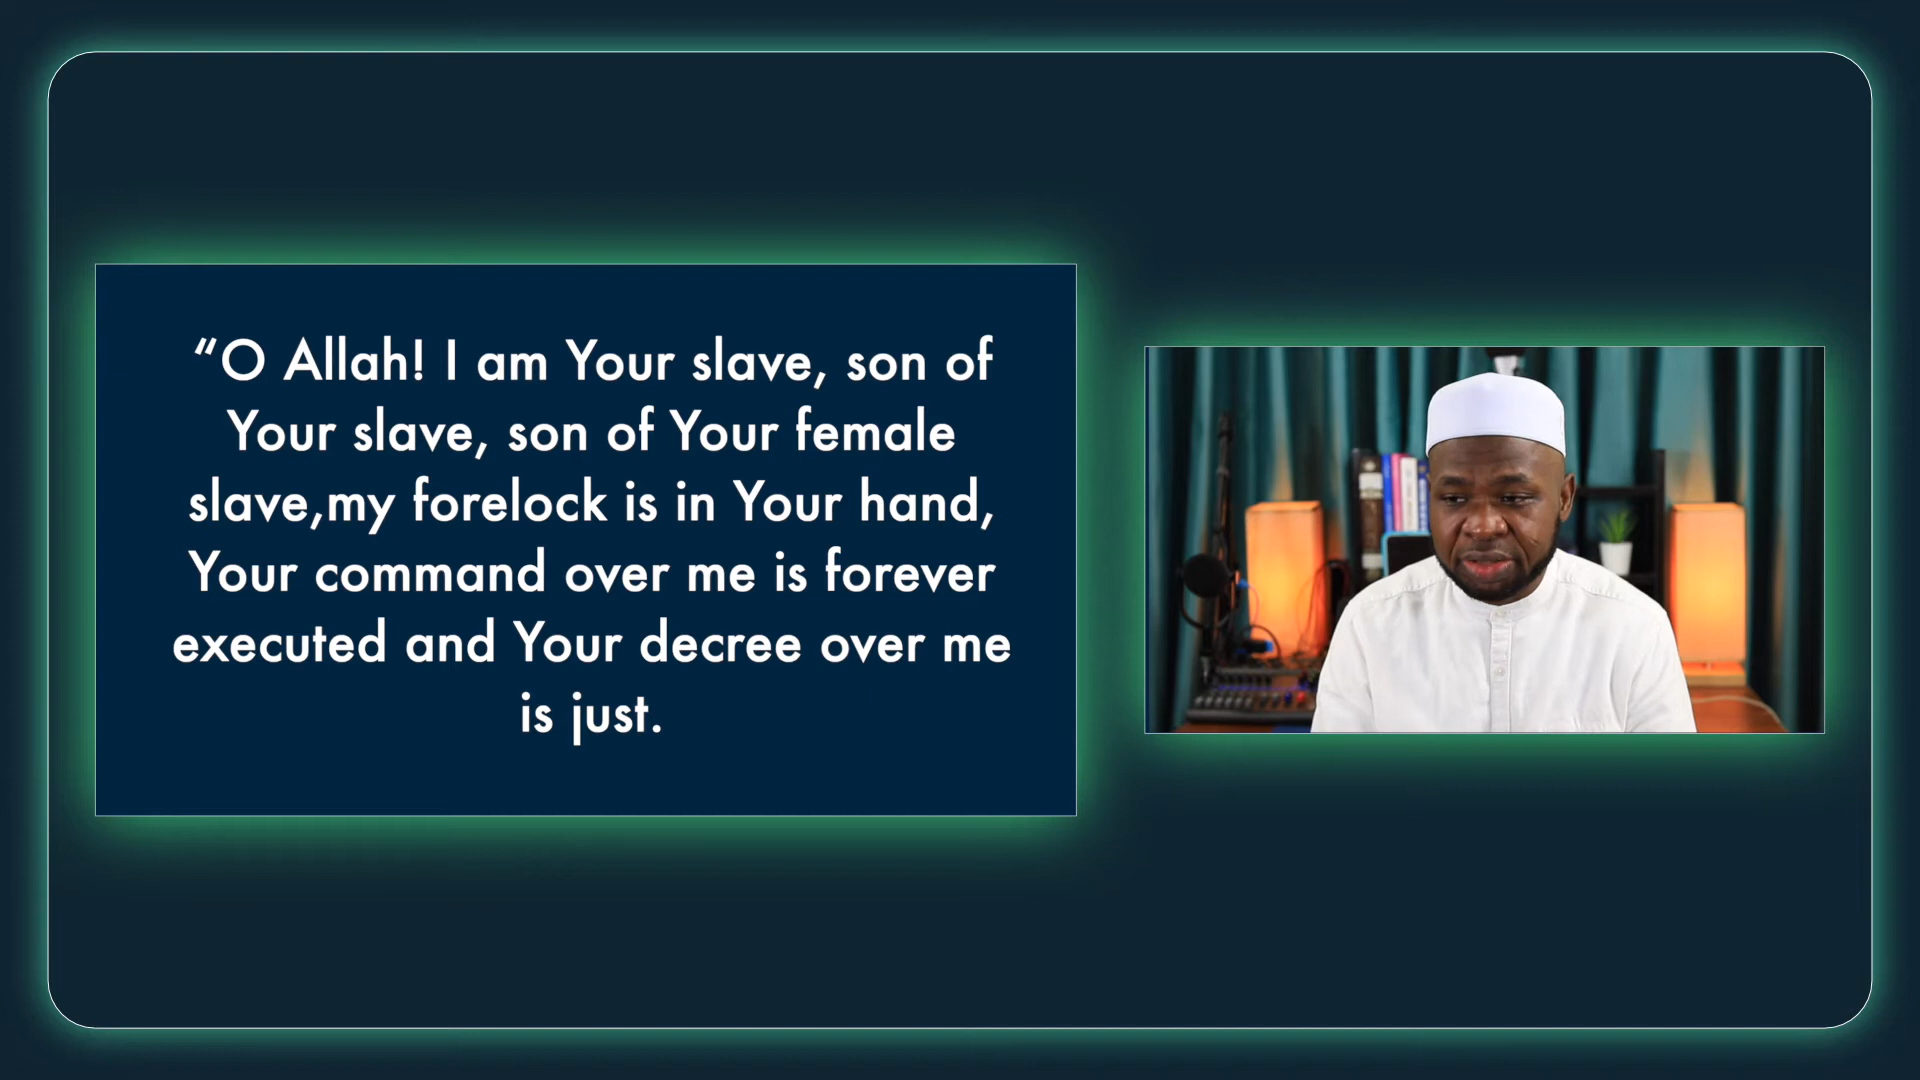 “O Allah! I am Your slave, son of
Your slave, son of Your female
slave,my forelock is in Your hand,
Your command over me is forever
executed and Your decree over me
is just.